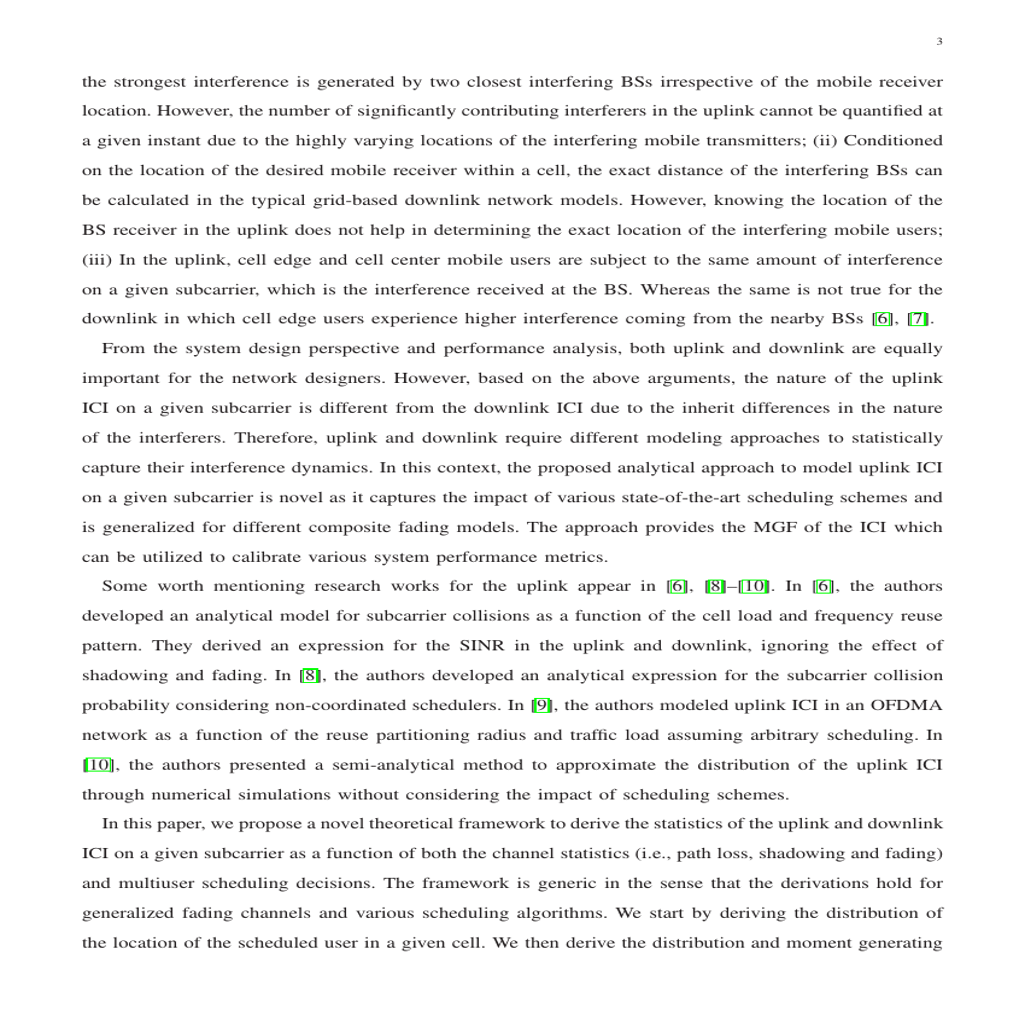 3
the strongest interference is generated by two closest interfering BSs irrespective of the mobile receiver
location. However, the number of significantly contributing interferers in the uplink cannot be quantified at
a given instant due to the highly varying locations of the interfering mobile transmitters; (ii) Conditioned
on the location of the desired mobile receiver within a cell, the exact distance of the interfering BSs can
be calculated in the typical grid-based downlink network models. However, knowing the location of the
BS receiver in the uplink does not help in determining the exact location of the interfering mobile users;
(iii) In the uplink, cell edge and cell center mobile users are subject to the same amount of interference
on a given subcarrier, which is the interference received at the BS. Whereas the same is not true for the
downlink in which cell edge users experience higher interference coming from the nearby BSs [6], [7].
From the system design perspective and performance analysis, both uplink and downlink are equally
important for the network designers. However, based on the above arguments, the nature of the uplink
ICI on a given subcarrier is different from the downlink ICI due to the inherit differences in the nature
of the interferers. Therefore, uplink and downlink require different modeling approaches to statistically
capture their interference dynamics. In this context, the proposed analytical approach to model uplink ICI
on a given subcarrier is novel as it captures the impact of various state-of-the-art scheduling schemes and
is generalized for different composite fading models. The approach provides the MGF of the ICI which
can be utilized to calibrate various system performance metrics.
Some worth mentioning research works for the uplink appear in [6], [8]–[10]. In [6], the authors
developed an analytical model for subcarrier collisions as a function of the cell load and frequency reuse
pattern. They derived an expression for the SINR in the uplink and downlink, ignoring the effect of
shadowing and fading. In [8], the authors developed an analytical expression for the subcarrier collision
probability considering non-coordinated schedulers. In [9], the authors modeled uplink ICI in an OFDMA
network as a function of the reuse partitioning radius and traffic load assuming arbitrary scheduling. In
[10], the authors presented a semi-analytical method to approximate the distribution of the uplink ICI
through numerical simulations without considering the impact of scheduling schemes.
In this paper, we propose a novel theoretical framework to derive the statistics of the uplink and downlink
ICI on a given subcarrier as a function of both the channel statistics (i.e., path loss, shadowing and fading)
and multiuser scheduling decisions. The framework is generic in the sense that the derivations hold for
generalized fading channels and various scheduling algorithms. We start by deriving the distribution of
the location of the scheduled user in a given cell. We then derive the distribution and moment generating